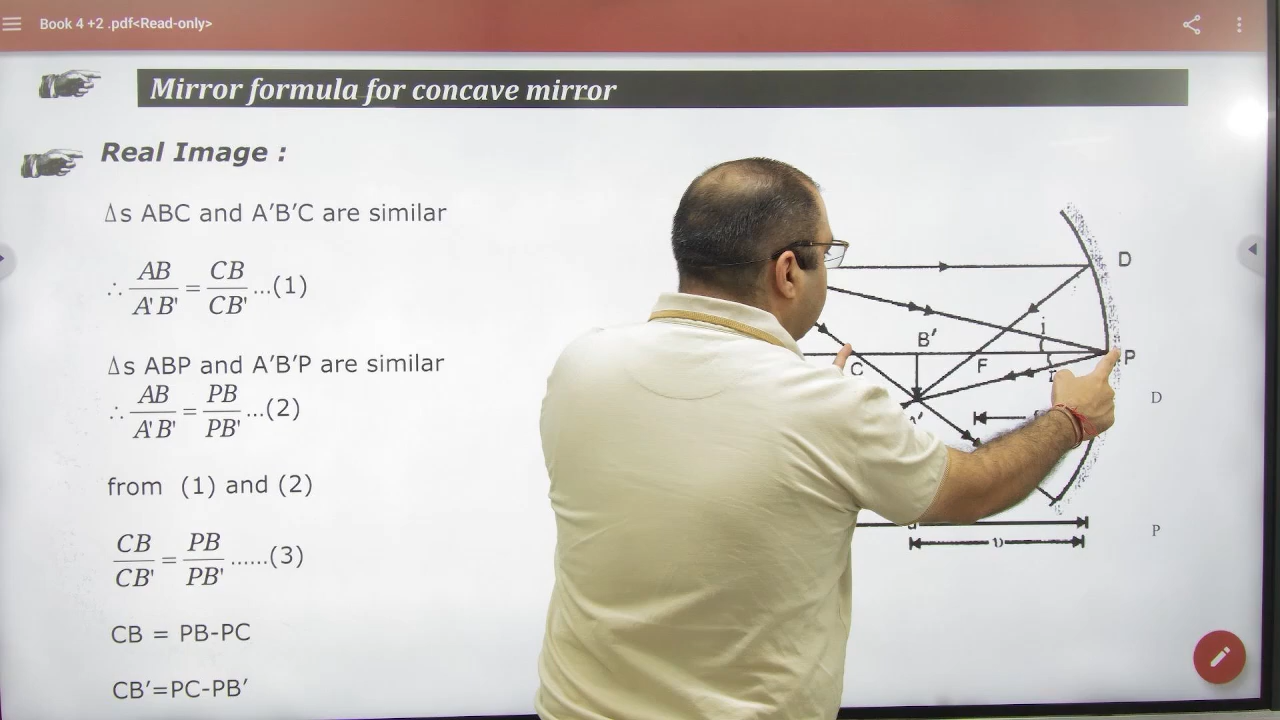 Book 4 +2 .pdf<Read-only>
Mirror formula for concave mirror
Real Image :
Δs ABC and A'B'C are similar
∴ AB/A'B' = CB/CB' ...(1)
Δs ABP and A'B'P are similar
∴ AB/A'B' = PB/PB' ...(2)
from (1) and (2)
CB/CB' = PB/PB' ......(3)
CB = PB-PC
CB'=PC-PB'
D
i
B'
C
F
P
r
D
P
υ